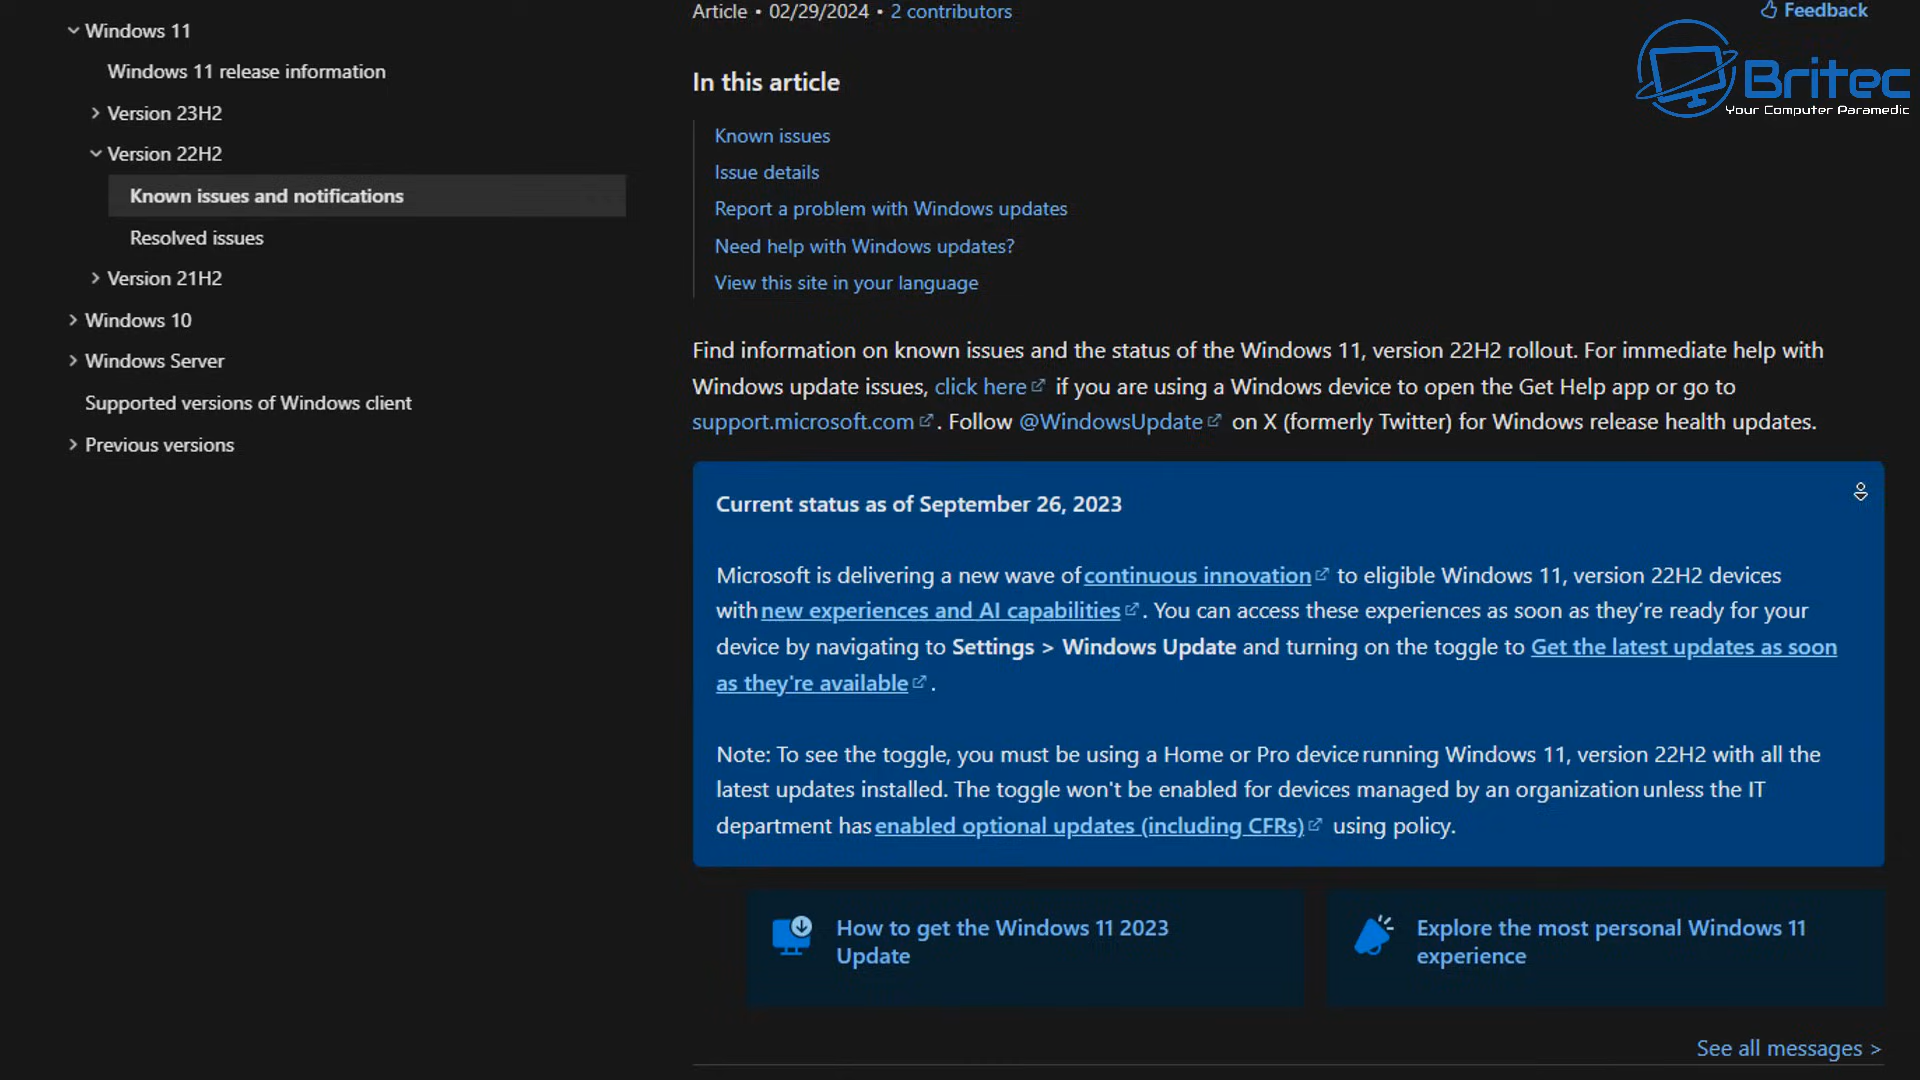 Windows 11
Windows 11 release information
Version 23H2
Version 22H2
Known issues and notifications
Resolved issues
Version 21H2
Windows 10
Windows Server
Supported versions of Windows client
Previous versions
Article • 02/29/2024 • 2 contributors
Feedback
Britec
Your Computer Paramedic
In this article
Known issues
Issue details
Report a problem with Windows updates
Need help with Windows updates?
View this site in your language
Find information on known issues and the status of the Windows 11, version 22H2 rollout. For immediate help with
Windows update issues, click here if you are using a Windows device to open the Get Help app or go to
support.microsoft.com. Follow @WindowsUpdate on X (formerly Twitter) for Windows release health updates.
Current status as of September 26, 2023
Microsoft is delivering a new wave of continuous innovation to eligible Windows 11, version 22H2 devices
with new experiences and AI capabilities. You can access these experiences as soon as they’re ready for your
device by navigating to Settings > Windows Update and turning on the toggle to Get the latest updates as soon
as they're available.
Note: To see the toggle, you must be using a Home or Pro device running Windows 11, version 22H2 with all the
latest updates installed. The toggle won't be enabled for devices managed by an organization unless the IT
department has enabled optional updates (including CFRs) using policy.
How to get the Windows 11 2023
Update
Explore the most personal Windows 11
experience
See all messages >